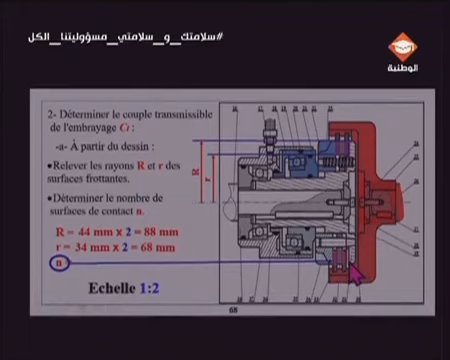 #سلامتك_و_سلامتي_مسؤوليتنا_الكل
الوطنية
2- Déterminer le couple transmissible
de l'embrayage Ct :
-a- À partir du dessin :
•Relever les rayons R et r des
surfaces frottantes.
•Déterminer le nombre de
surfaces de contact n.
R = 44 mm x 2 = 88 mm
r = 34 mm x 2 = 68 mm
n
Echelle 1:2
R
r
68